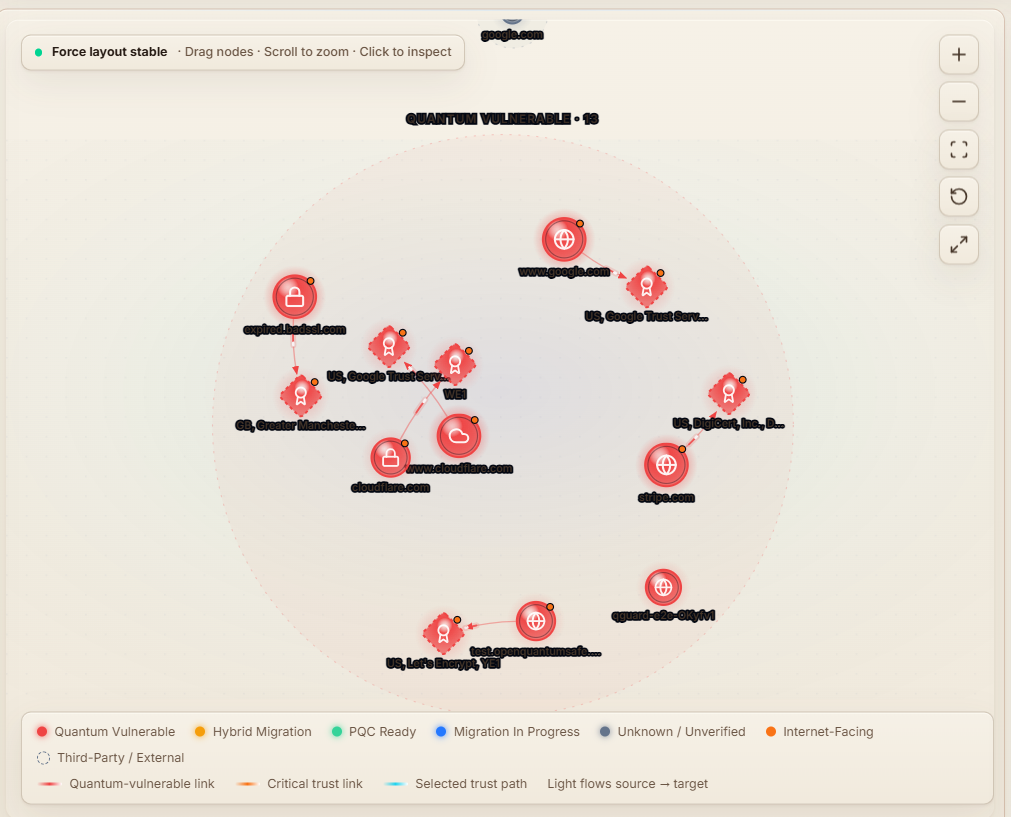 google.com
Force layout stable · Drag nodes · Scroll to zoom · Click to inspect
QUANTUM VULNERABLE · 13
www.google.com
US, Google Trust Serv...
expired.badssl.com
US, Google Trust Serv...
WE1
GB, Greater Mancheste...
US, DigiCert, Inc., D...
www.cloudflare.com
cloudflare.com
stripe.com
qguard-e2e-OKyfv1
test.openquantumsafe....
US, Let's Encrypt, YE1
Quantum Vulnerable
Hybrid Migration
PQC Ready
Migration In Progress
Unknown / Unverified
Internet-Facing
Third-Party / External
Quantum-vulnerable link
Critical trust link
Selected trust path
Light flows source → target